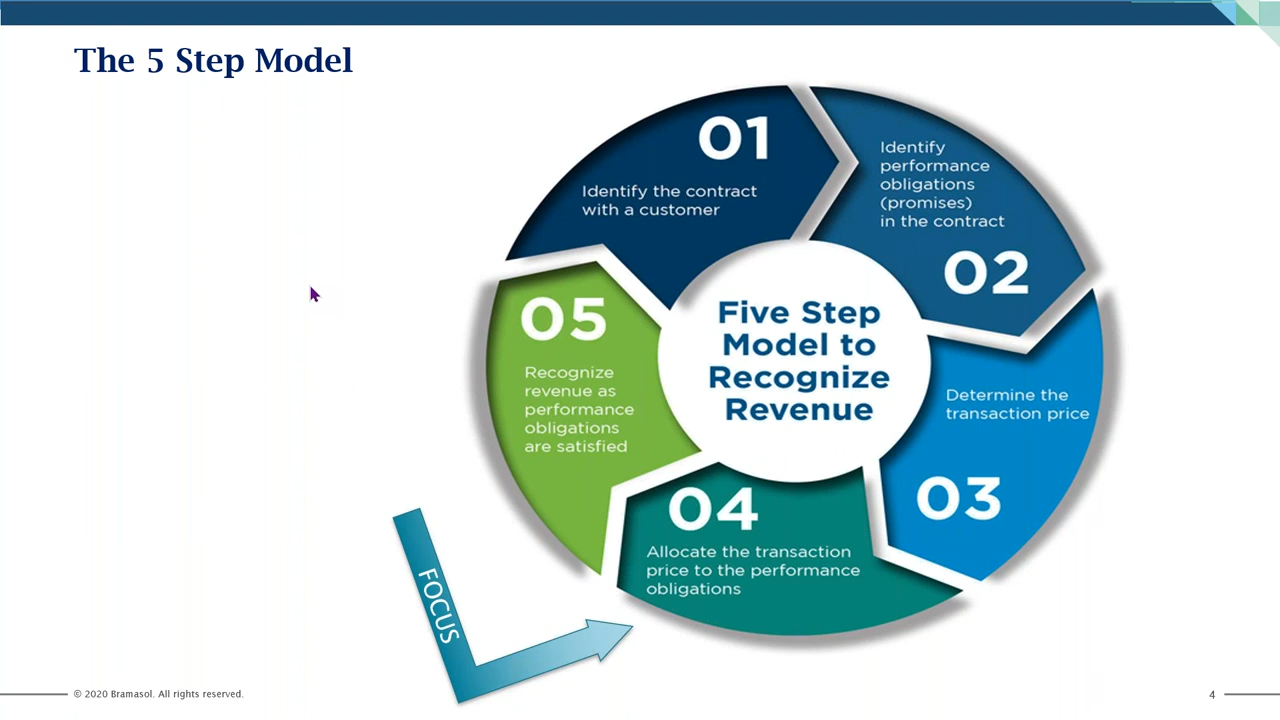 The 5 Step Model
01
Identify the contract
with a customer
Identify
performance
obligations
(promises)
in the contract
02
Determine the
transaction price
03
04
Allocate the transaction
price to the performance
obligations
05
Recognize
revenue as
performance
obligations
are satisfied
Five Step
Model to
Recognize
Revenue
FOCUS
© 2020 Bramasol. All rights reserved.
4